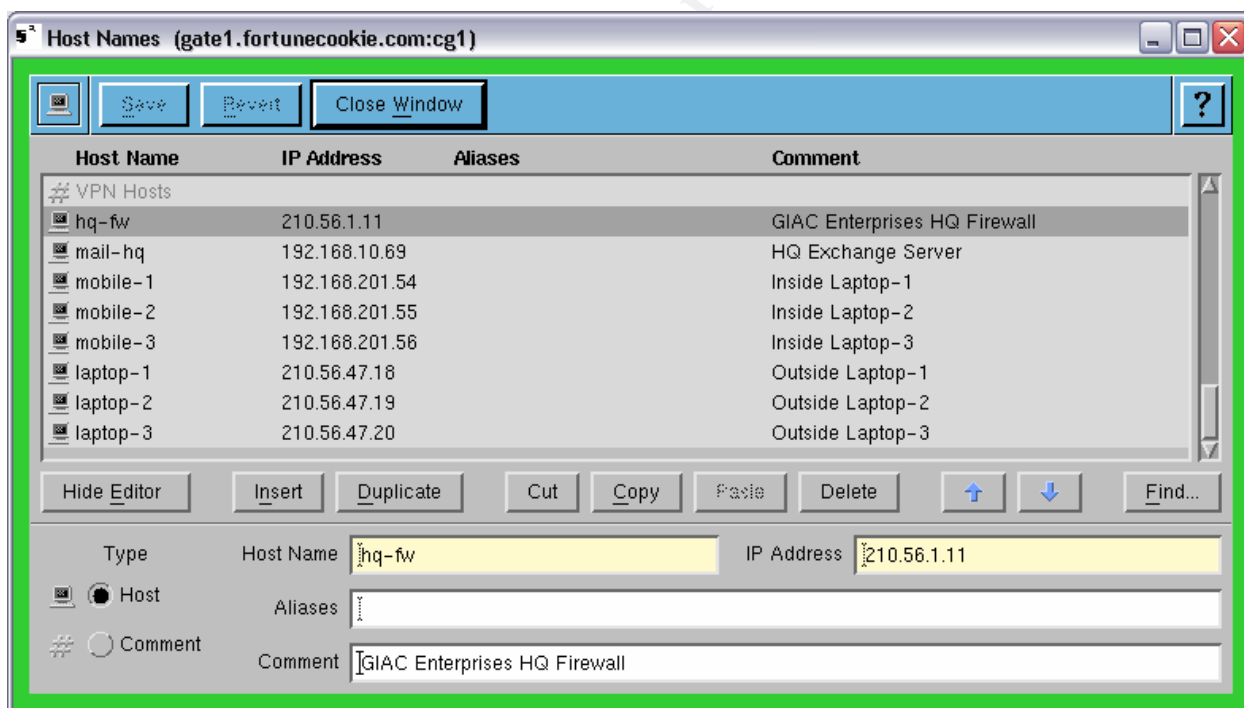 Host Names (gate1.fortunecookie.com:cg1)
Save Revert Close Window ?
Host Name IP Address Aliases Comment
# VPN Hosts
hq-fw 210.56.1.11 GIAC Enterprises HQ Firewall
mail-hq 192.168.10.69 HQ Exchange Server
mobile-1 192.168.201.54 Inside Laptop-1
mobile-2 192.168.201.55 Inside Laptop-2
mobile-3 192.168.201.56 Inside Laptop-3
laptop-1 210.56.47.18 Outside Laptop-1
laptop-2 210.56.47.19 Outside Laptop-2
laptop-3 210.56.47.20 Outside Laptop-3
Hide Editor Insert Duplicate Cut Copy Paste Delete Find...
Type Host Name hq-fw IP Address 210.56.1.11
Host
Aliases
# Comment
Comment GIAC Enterprises HQ Firewall